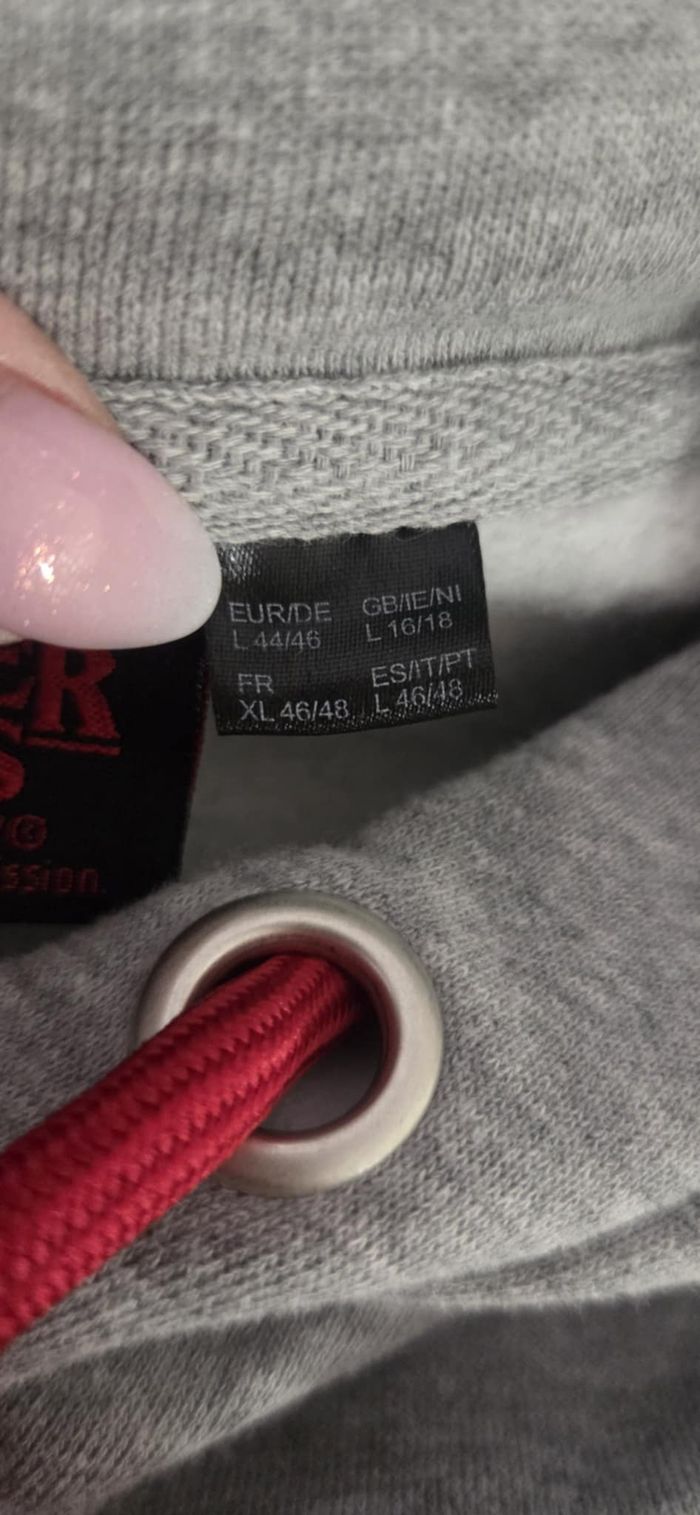 EUR/DE GB/IE/NI
L 44/46 L 16/18
FR ES/IT/PT
XL 46/48 L 46/48